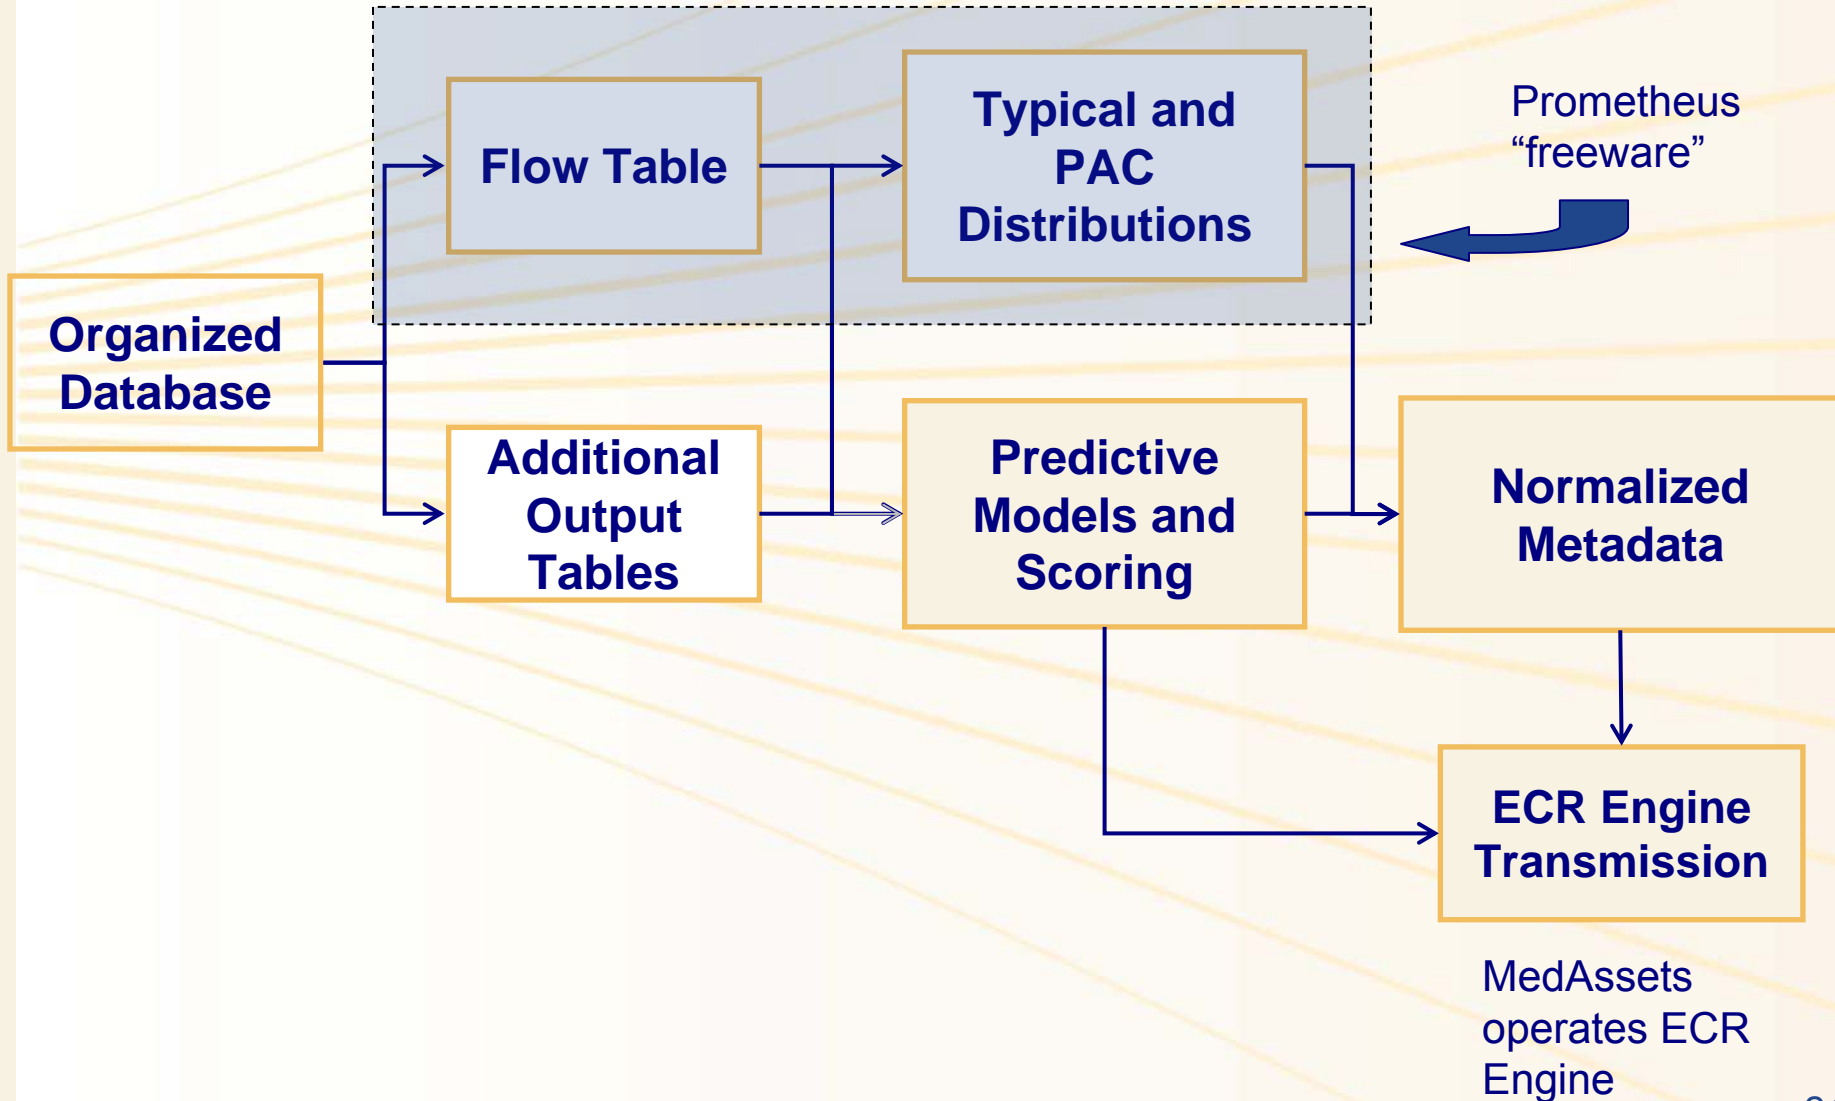 Typical and
PAC
Distributions
Flow Table
Prometheus
“freeware”
Organized
Database
Additional
Output
Tables
Predictive
Models and
Scoring
Normalized
Metadata
ECR Engine
Transmission
MedAssets
operates ECR
Engine